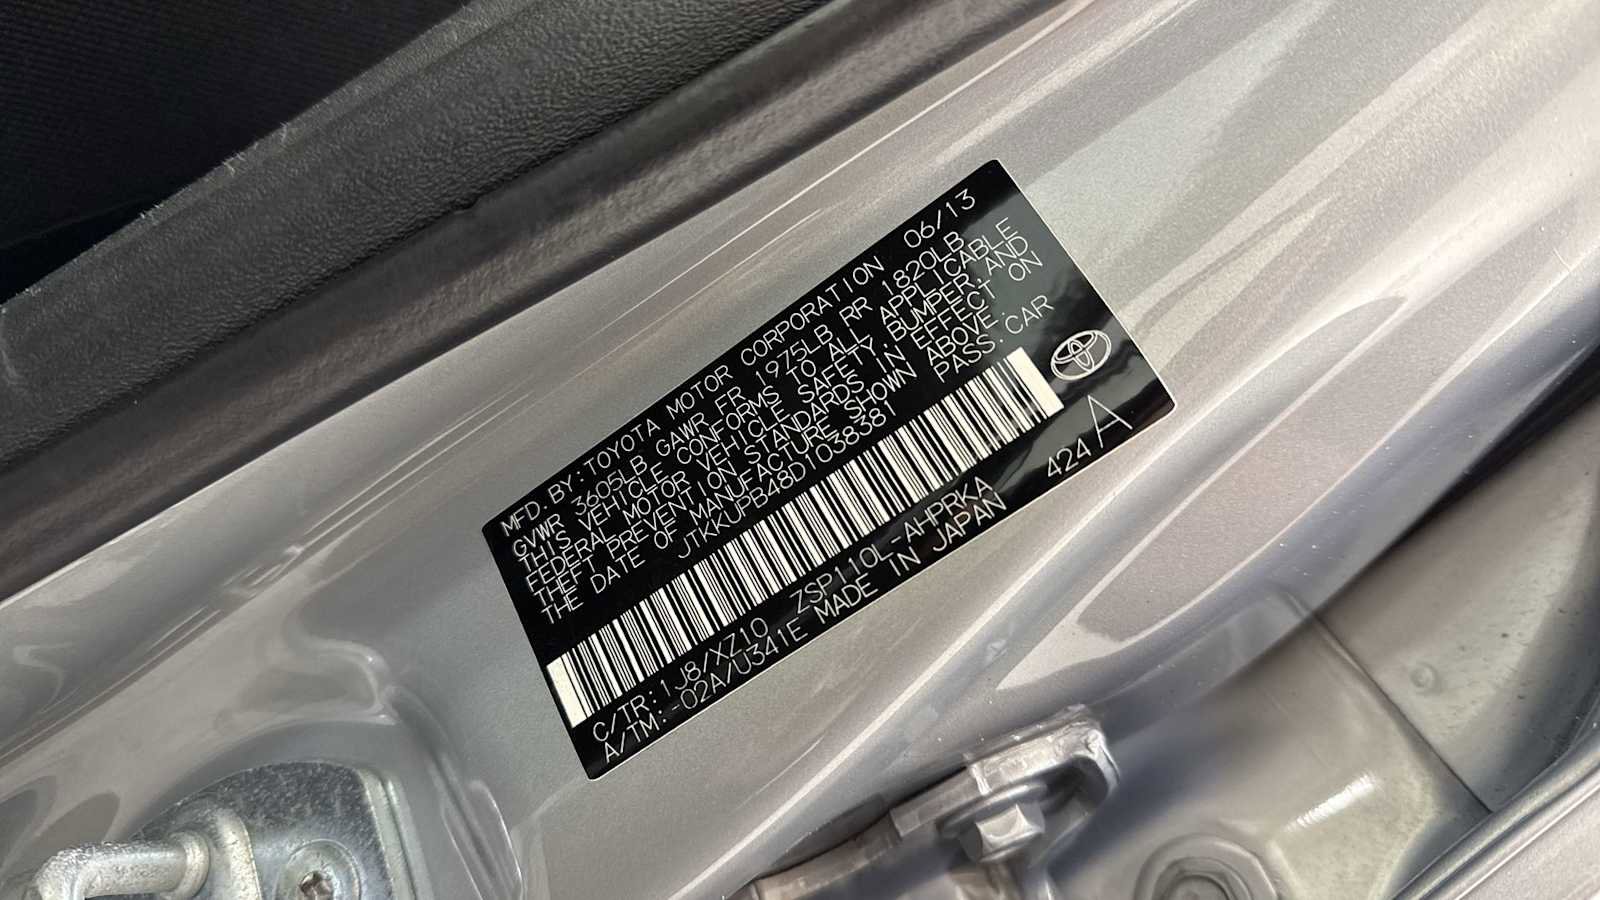 MFD. BY: TOYOTA MOTOR CORPORATION 06/13
GVWR 3605LB GAWR FR 1975LB RR 1820LB
THIS VEHICLE CONFORMS TO ALL APPLICABLE
FEDERAL MOTOR VEHICLE SAFETY, BUMPER, AND
THEFT PREVENTION STANDARDS IN EFFECT ON
THE DATE OF MANUFACTURE SHOWN ABOVE.
JTKKUPB48D1038381 PASS. CAR
C/TR: 1J8/XZ10 ZSP110L-AHPRKA 424 A
A/TM: -02A/U341E MADE IN JAPAN